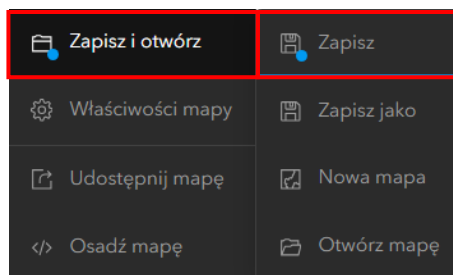 Zapisz i otwórz
Właściwości mapy
Udostępnij mapę
Osadź mapę
Zapisz
Zapisz jako
Nowa mapa
Otwórz mapę